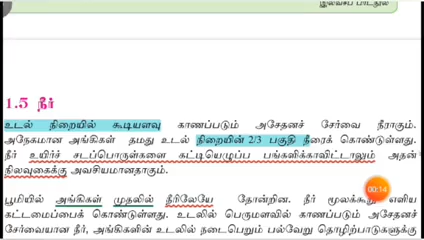 இலவசப் பாடநூல்
1.5 நீர்
உடல் நிறையில் கூடியளவு காணப்படும் அசேதனச் சேர்வை நீராகும்.
அநேகமான அங்கிகள் தமது உடல் நிறையின் 2/3 பகுதி நீரைக் கொண்டுள்ளது.
நீர் உயிர்ச் சடப்பொருள்களை கட்டியெழுப்ப பங்களிக்காவிட்டாலும் அதன்
நிலவுகைக்கு அவசியமானதாகும்.
00:14
பூமியில் அங்கிகள் முதலில் நீரிலேயே தோன்றின. நீர் மூலக்கூறு எளிய
கட்டமைப்பைக் கொண்டுள்ளது. உடலில் பெருமளவில் காணப்படும் அசேதனச்
சேர்வையான நீர், அங்கிகளின் உடலில் நடைபெறும் பல்வேறு தொழிற்பாடுகளுக்கு